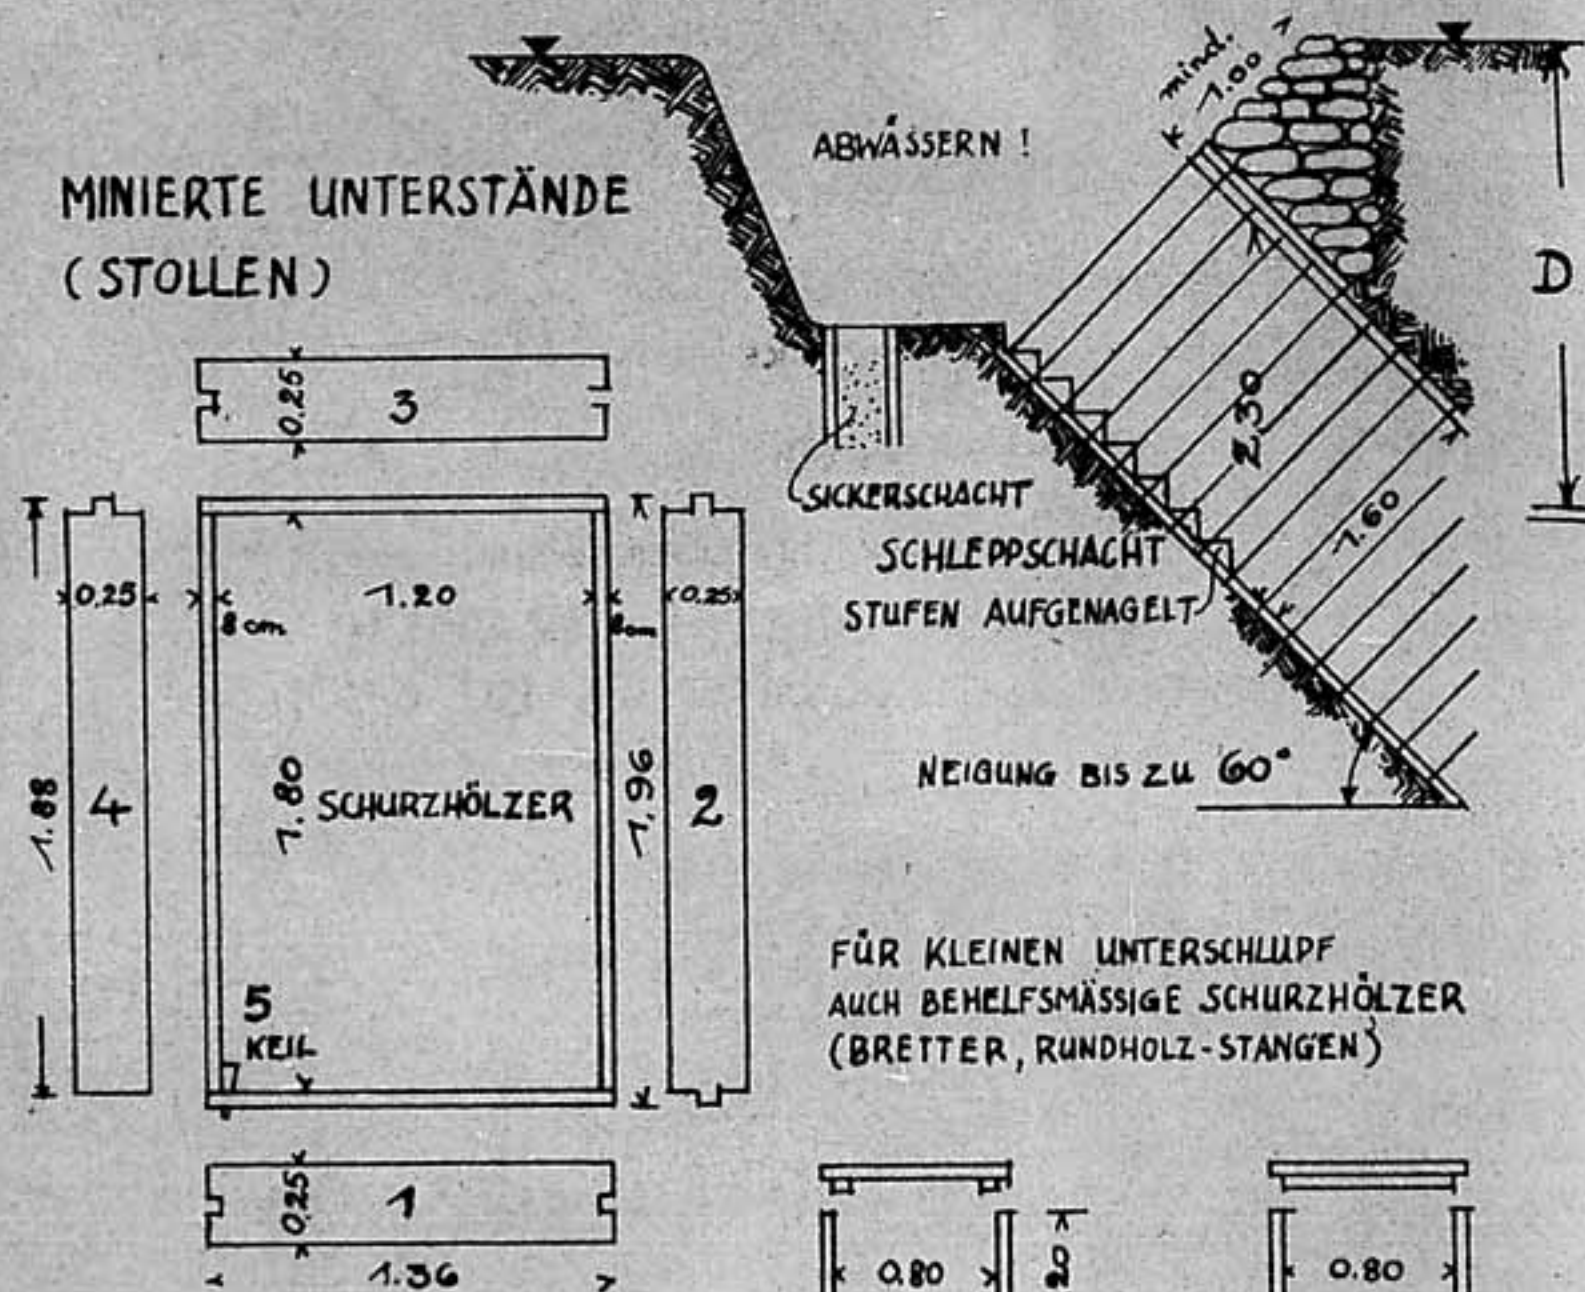 MINIERTE UNTERSTÄNDE
(STOLLEN)
ABWÄSSERN !
mind.
1.00
D
0.25
3
SICKERSCHACHT
SCHLEPPSCHACHT
STUFEN AUFGENAGELT
2.30
1.60
NEIGUNG BIS ZU 60°
0.25
4
1.88
8 cm
1.20
8cm
1.80
SCHURZHÖLZER
1.96
0.25
2
5
KEIL
0.25
1
1.36
FÜR KLEINEN UNTERSCHLUPF
AUCH BEHELFSMÄSSIGE SCHURZHÖLZER
(BRETTER, RUNDHOLZ-STANGEN)
0.80
0.80